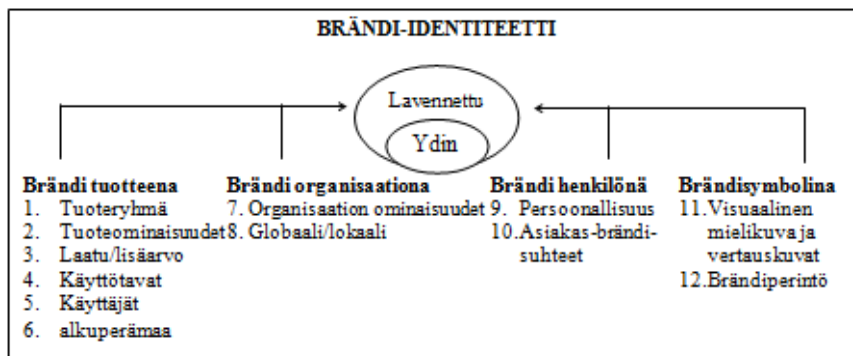 BRÄNDI-IDENTITEETTI
Lavennettu
Ydin
Brändi tuotteena
1. Tuoteryhmä
2. Tuoteominaisuudet
3. Laatu/lisäarvo
4. Käyttötavat
5. Käyttäjät
6. alkuperämaa
Brändi organisaationa
7. Organisaation ominaisuudet
8. Globaali/lokaali
Brändi henkilönä
9. Persoonallisuus
10. Asiakas-brändi-
suhteet
Brändisymbolina
11. Visuaalinen
mielikuva ja
vertauskuvat
12. Brändiperintö